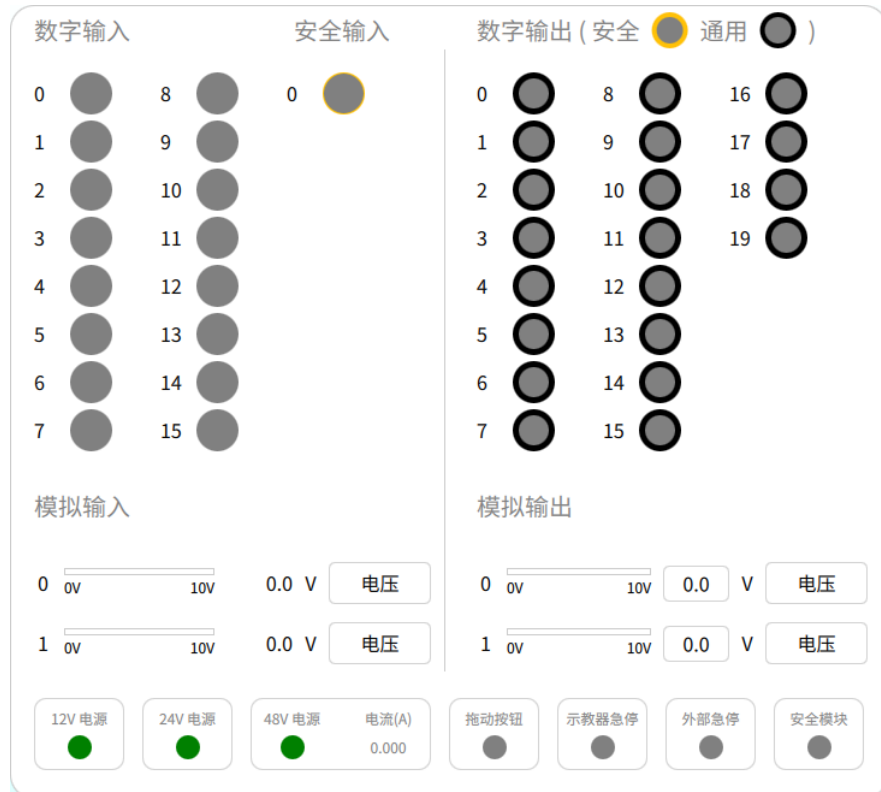 数字输入 安全输入 数字输出 ( 安全 通用 )
0 8 0 0 8 16
1 9 1 9 17
2 10 2 10 18
3 11 3 11 19
4 12 4 12
5 13 5 13
6 14 6 14
7 15 7 15
模拟输入 模拟输出
0 0V 10V 0.0 V 电压 0 0V 10V 0.0 V 电压
1 0V 10V 0.0 V 电压 1 0V 10V 0.0 V 电压
12V 电源 24V 电源 48V 电源 电流(A) 拖动按钮 示教器急停 外部急停 安全模块
0.000